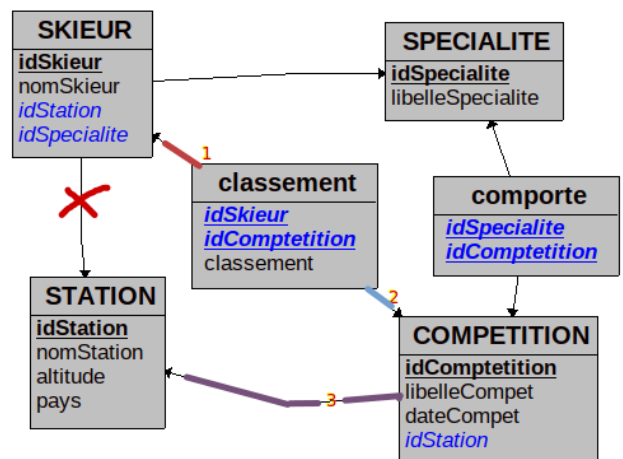 SKIEUR
idSkieur
nomSkieur
idStation
idSpecialite
SPECIALITE
idSpecialite
libelleSpecialite
1
classement
idSkieur
idComptetition
classement
comporte
idSpecialite
idComptetition
STATION
idStation
nomStation
altitude
pays
2
COMPETITION
idComptetition
libelleCompet
dateCompet
idStation
3